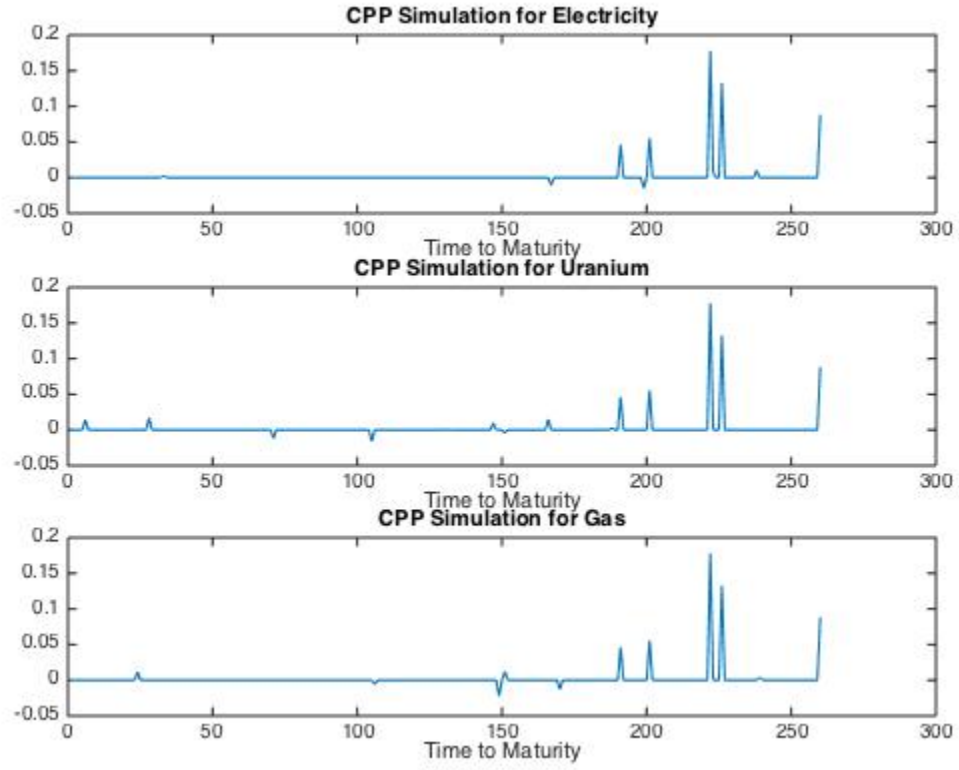 CPP Simulation for Electricity
0.2
0.15
0.1
0.05
0
-0.05
0 50 100 150 200 250 300
Time to Maturity
CPP Simulation for Uranium
0.2
0.15
0.1
0.05
0
-0.05
0 50 100 150 200 250 300
Time to Maturity
CPP Simulation for Gas
0.2
0.15
0.1
0.05
0
-0.05
0 50 100 150 200 250 300
Time to Maturity